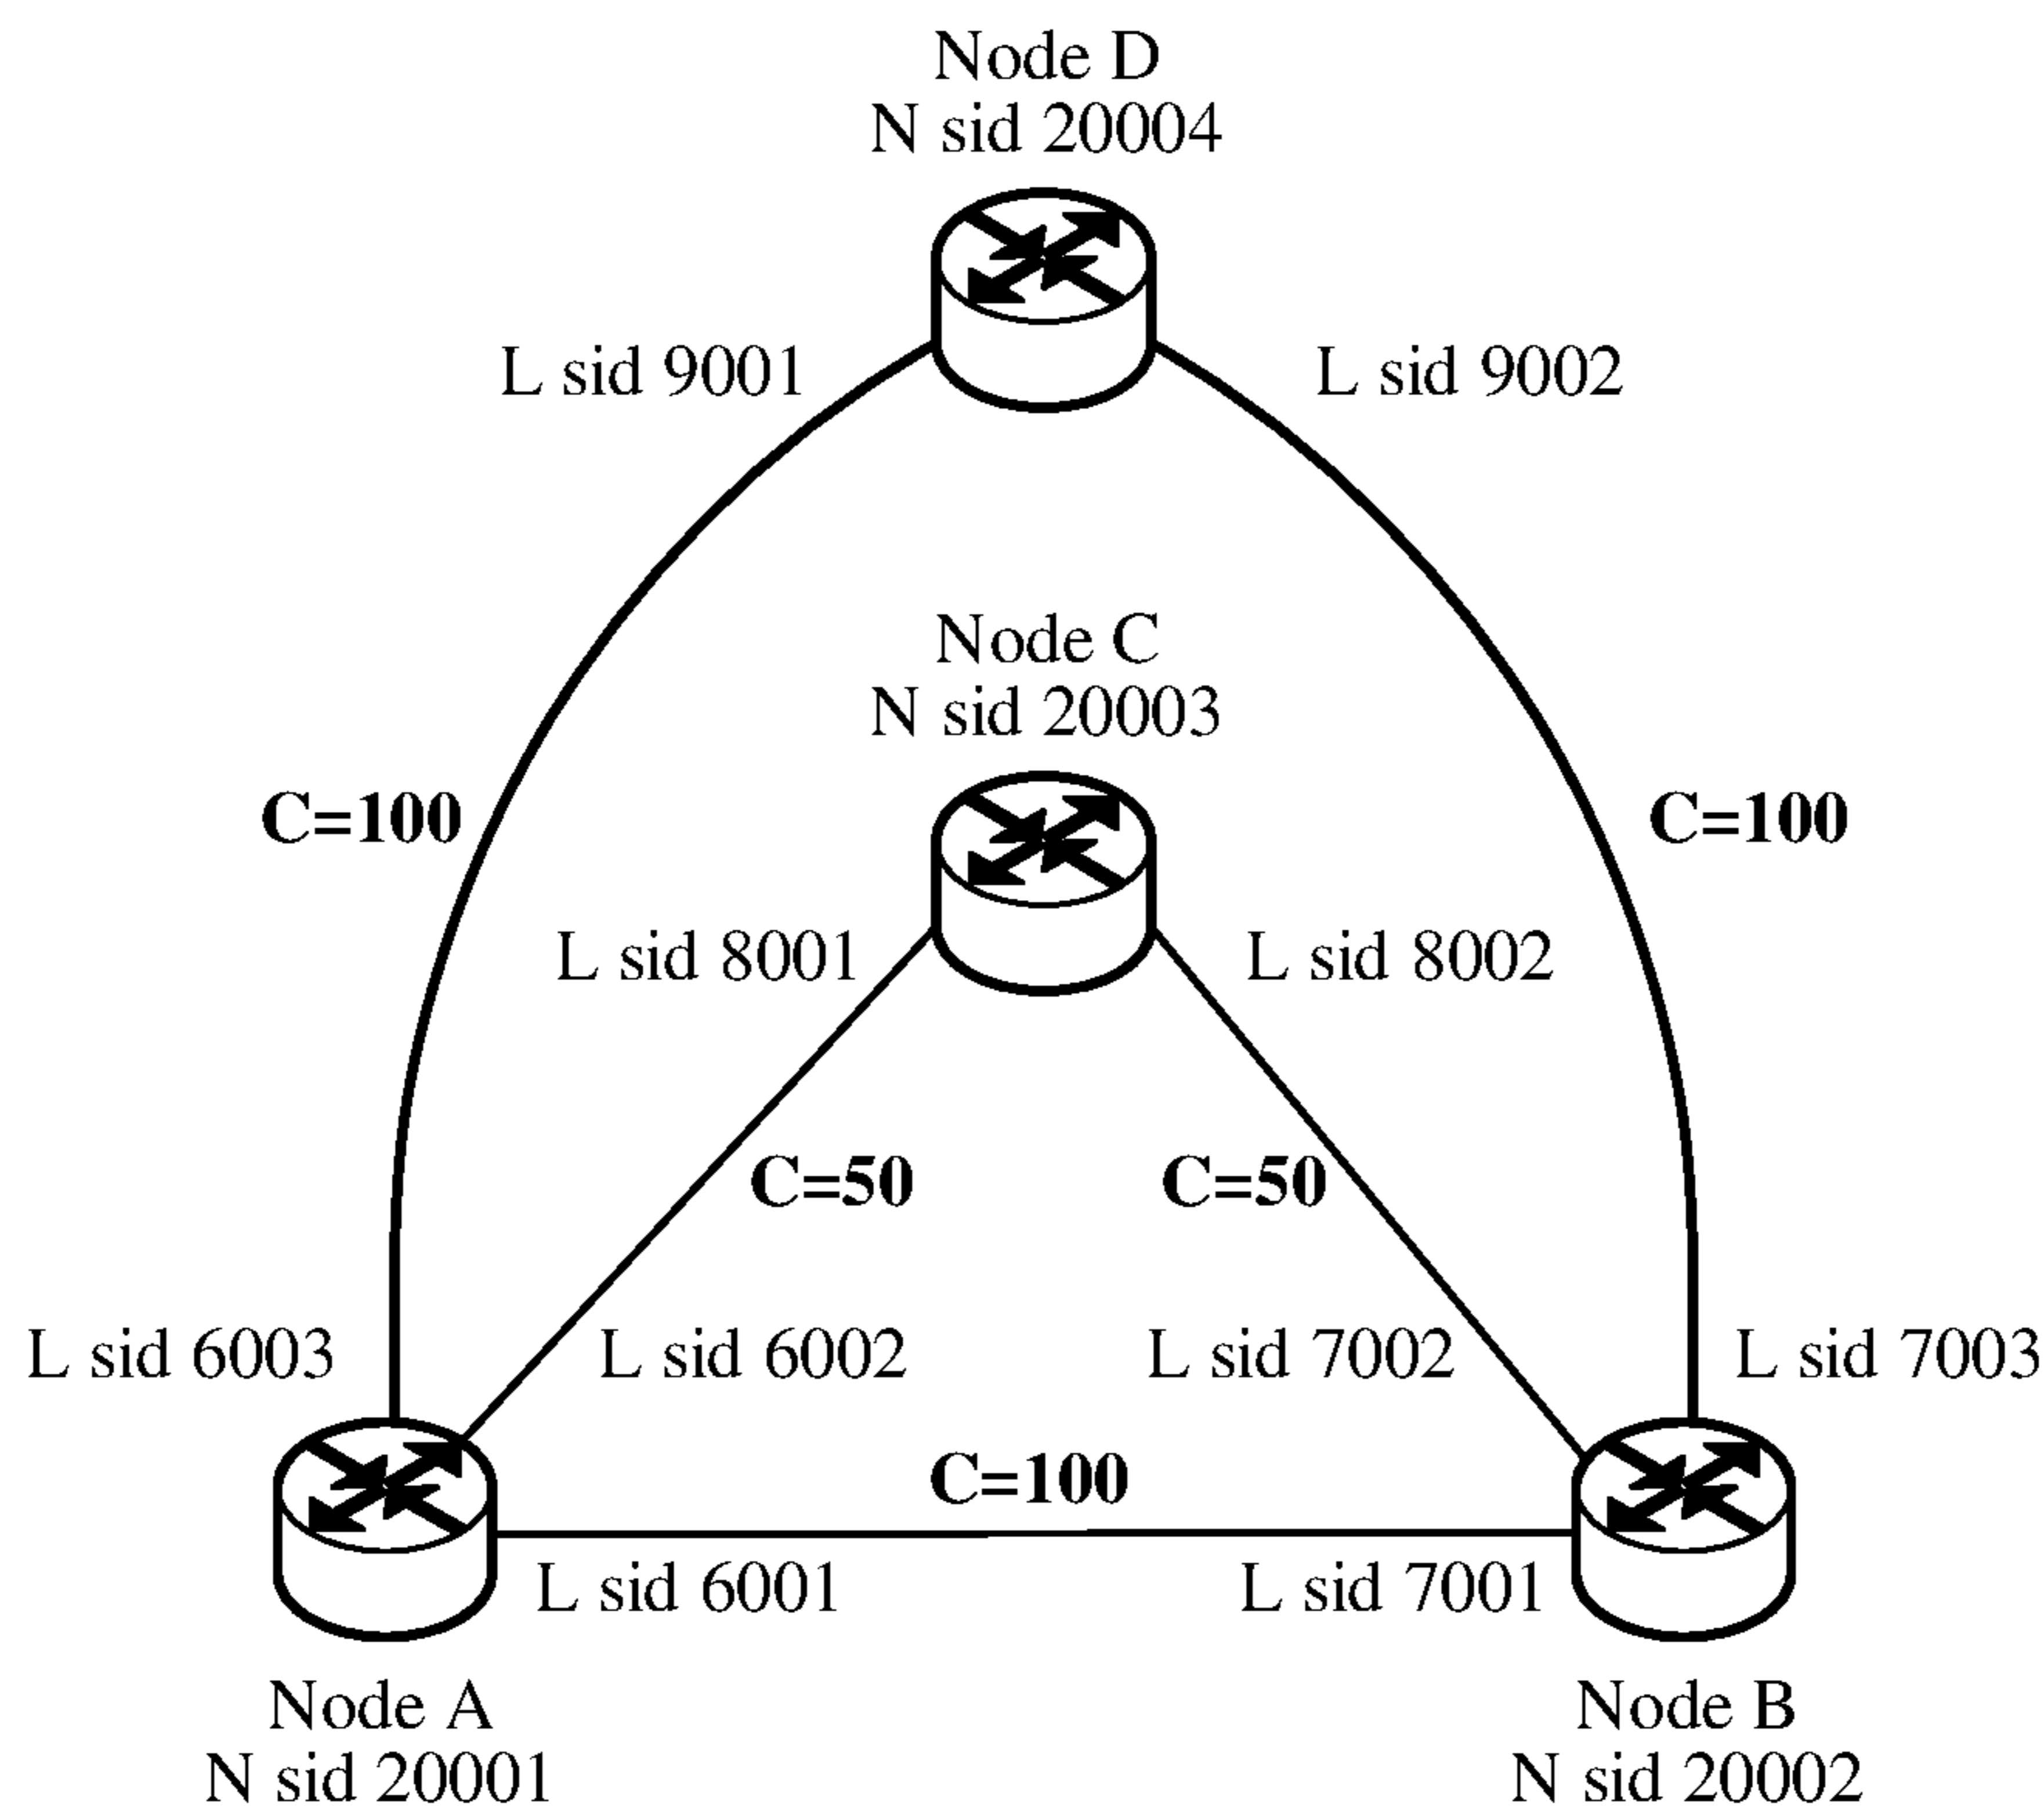 Node D
N sid 20004
L sid 9001
L sid 9002
Node C
N sid 20003
C=100
C=100
L sid 8001
L sid 8002
C=50
C=50
L sid 6003
L sid 6002
L sid 7002
L sid 7003
C=100
L sid 6001
L sid 7001
Node A
N sid 20001
Node B
N sid 20002